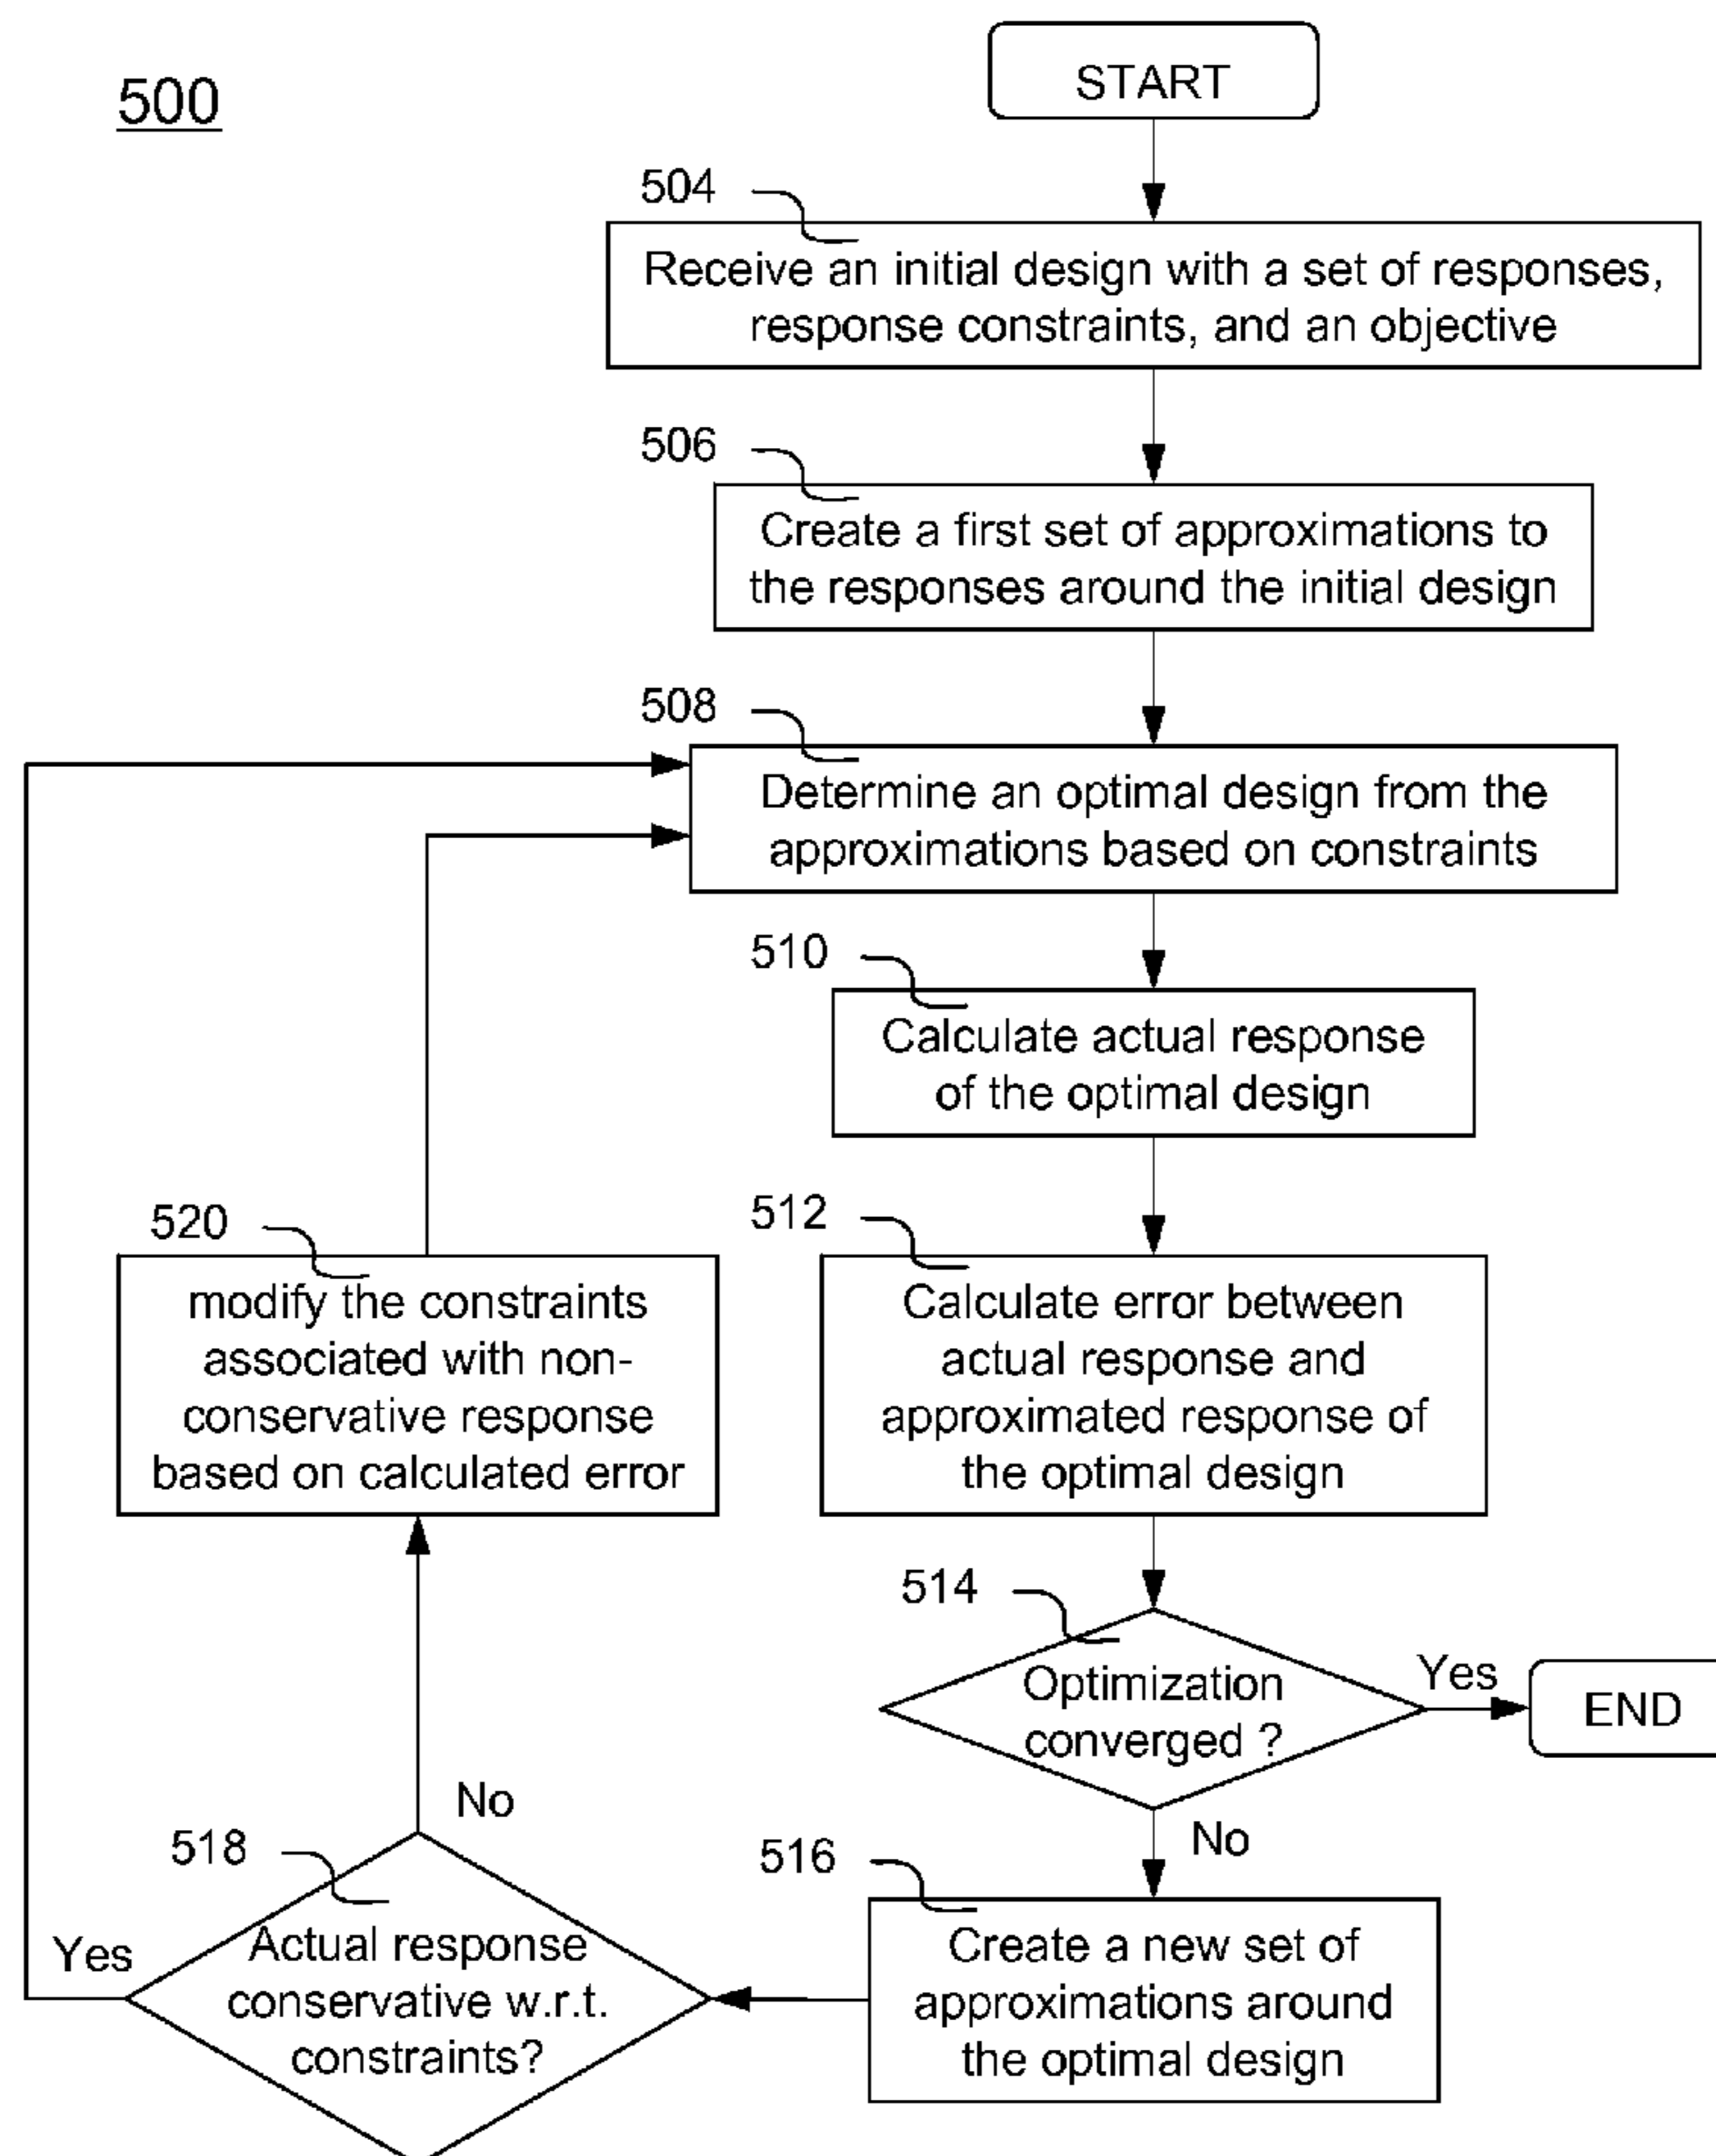 500
START
504
Receive an initial design with a set of responses,
response constraints, and an objective
506
Create a first set of approximations to
the responses around the initial design
508
Determine an optimal design from the
approximations based on constraints
510
Calculate actual response
of the optimal design
512
Calculate error between
actual response and
approximated response of
the optimal design
520
modify the constraints
associated with non-
conservative response
based on calculated error
514
Optimization
converged ?
Yes
END
No
516
Create a new set of
approximations around
the optimal design
518
Actual response
conservative w.r.t.
constraints?
No
Yes